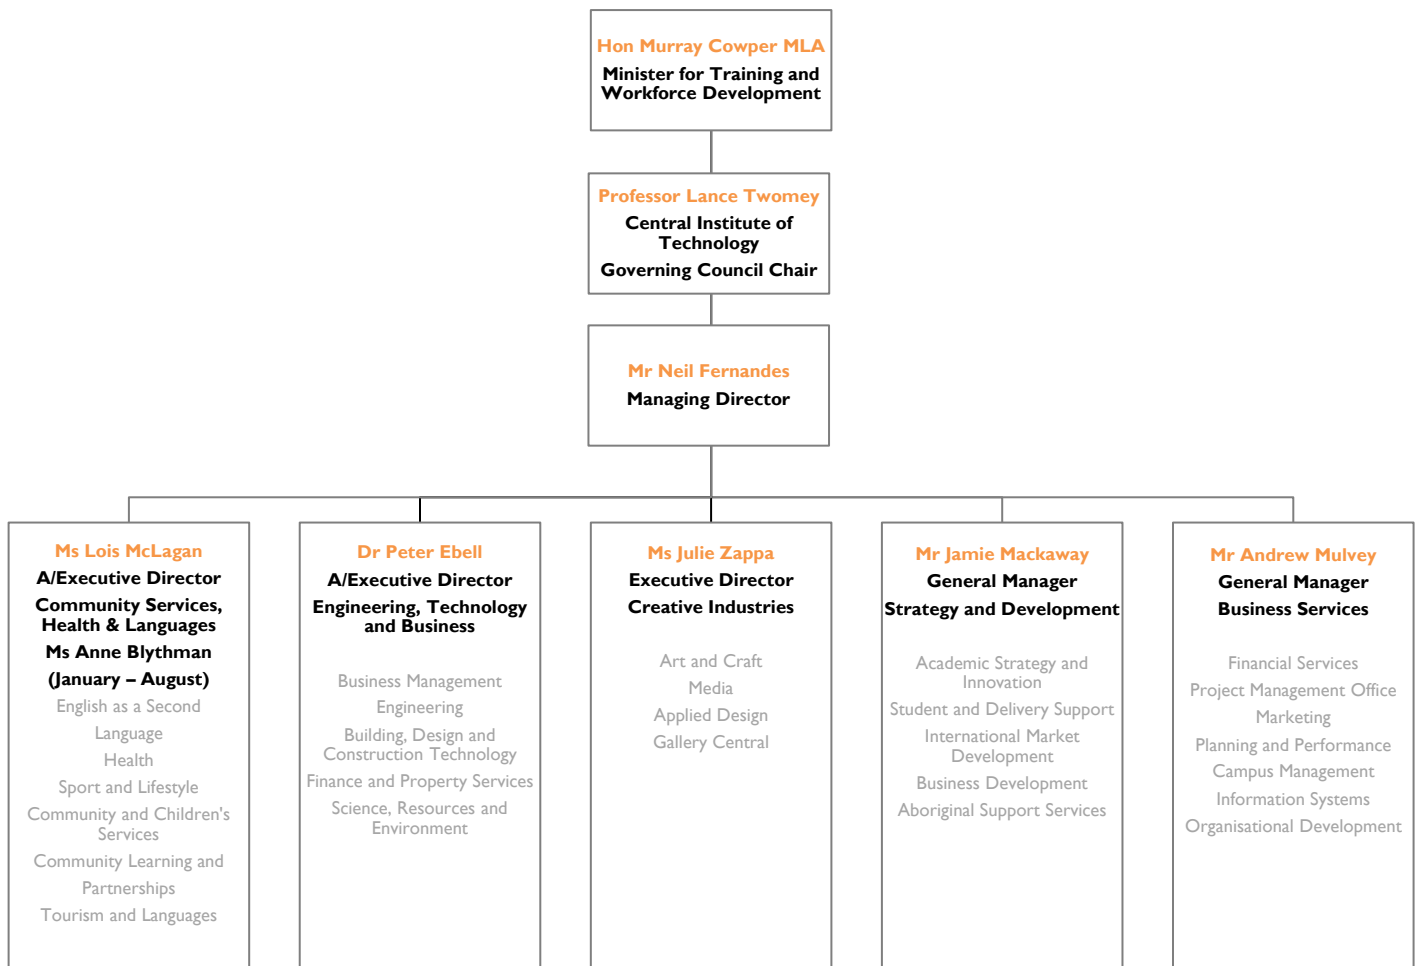 Hon Murray Cowper MLA
Minister for Training and
Workforce Development
Professor Lance Twomey
Central Institute of
Technology
Governing Council Chair
Mr Neil Fernandes
Managing Director
Ms Lois McLagan
A/Executive Director
Community Services,
Health & Languages
Ms Anne Blythman
(January – August)
English as a Second
Language
Health
Sport and Lifestyle
Community and Children's
Services
Community Learning and
Partnerships
Tourism and Languages
Dr Peter Ebell
A/Executive Director
Engineering, Technology
and Business
Business Management
Engineering
Building, Design and
Construction Technology
Finance and Property Services
Science, Resources and
Environment
Ms Julie Zappa
Executive Director
Creative Industries
Art and Craft
Media
Applied Design
Gallery Central
Mr Jamie Mackaway
General Manager
Strategy and Development
Academic Strategy and
Innovation
Student and Delivery Support
International Market
Development
Business Development
Aboriginal Support Services
Mr Andrew Mulvey
General Manager
Business Services
Financial Services
Project Management Office
Marketing
Planning and Performance
Campus Management
Information Systems
Organisational Development